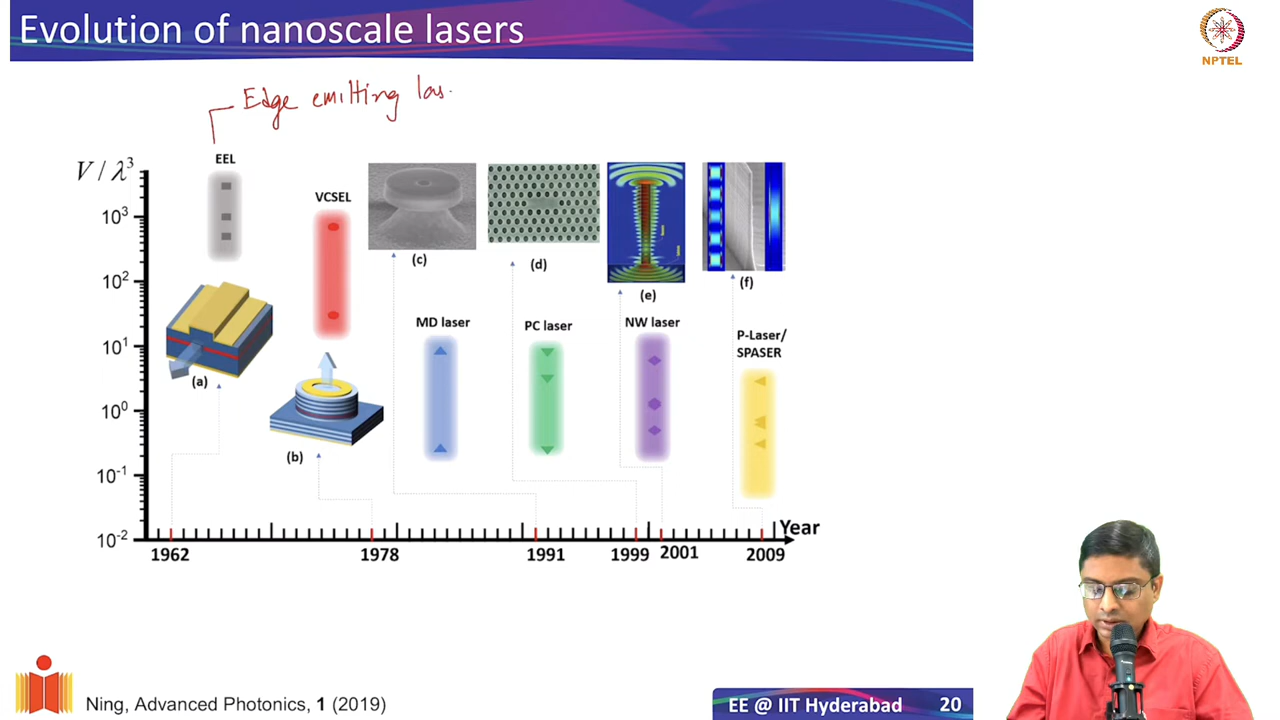 Evolution of nanoscale lasers
NPTEL
Edge emitting las
V / λ³
EEL
VCSEL
10³
10²
10¹
10⁰
10⁻¹
10⁻²
(a)
(b)
(c)
(d)
(e)
(f)
MD laser
PC laser
NW laser
P-Laser/
SPASER
Year
1962
1978
1991
1999
2001
2009
Ning, Advanced Photonics, 1 (2019)
EE @ IIT Hyderabad 20